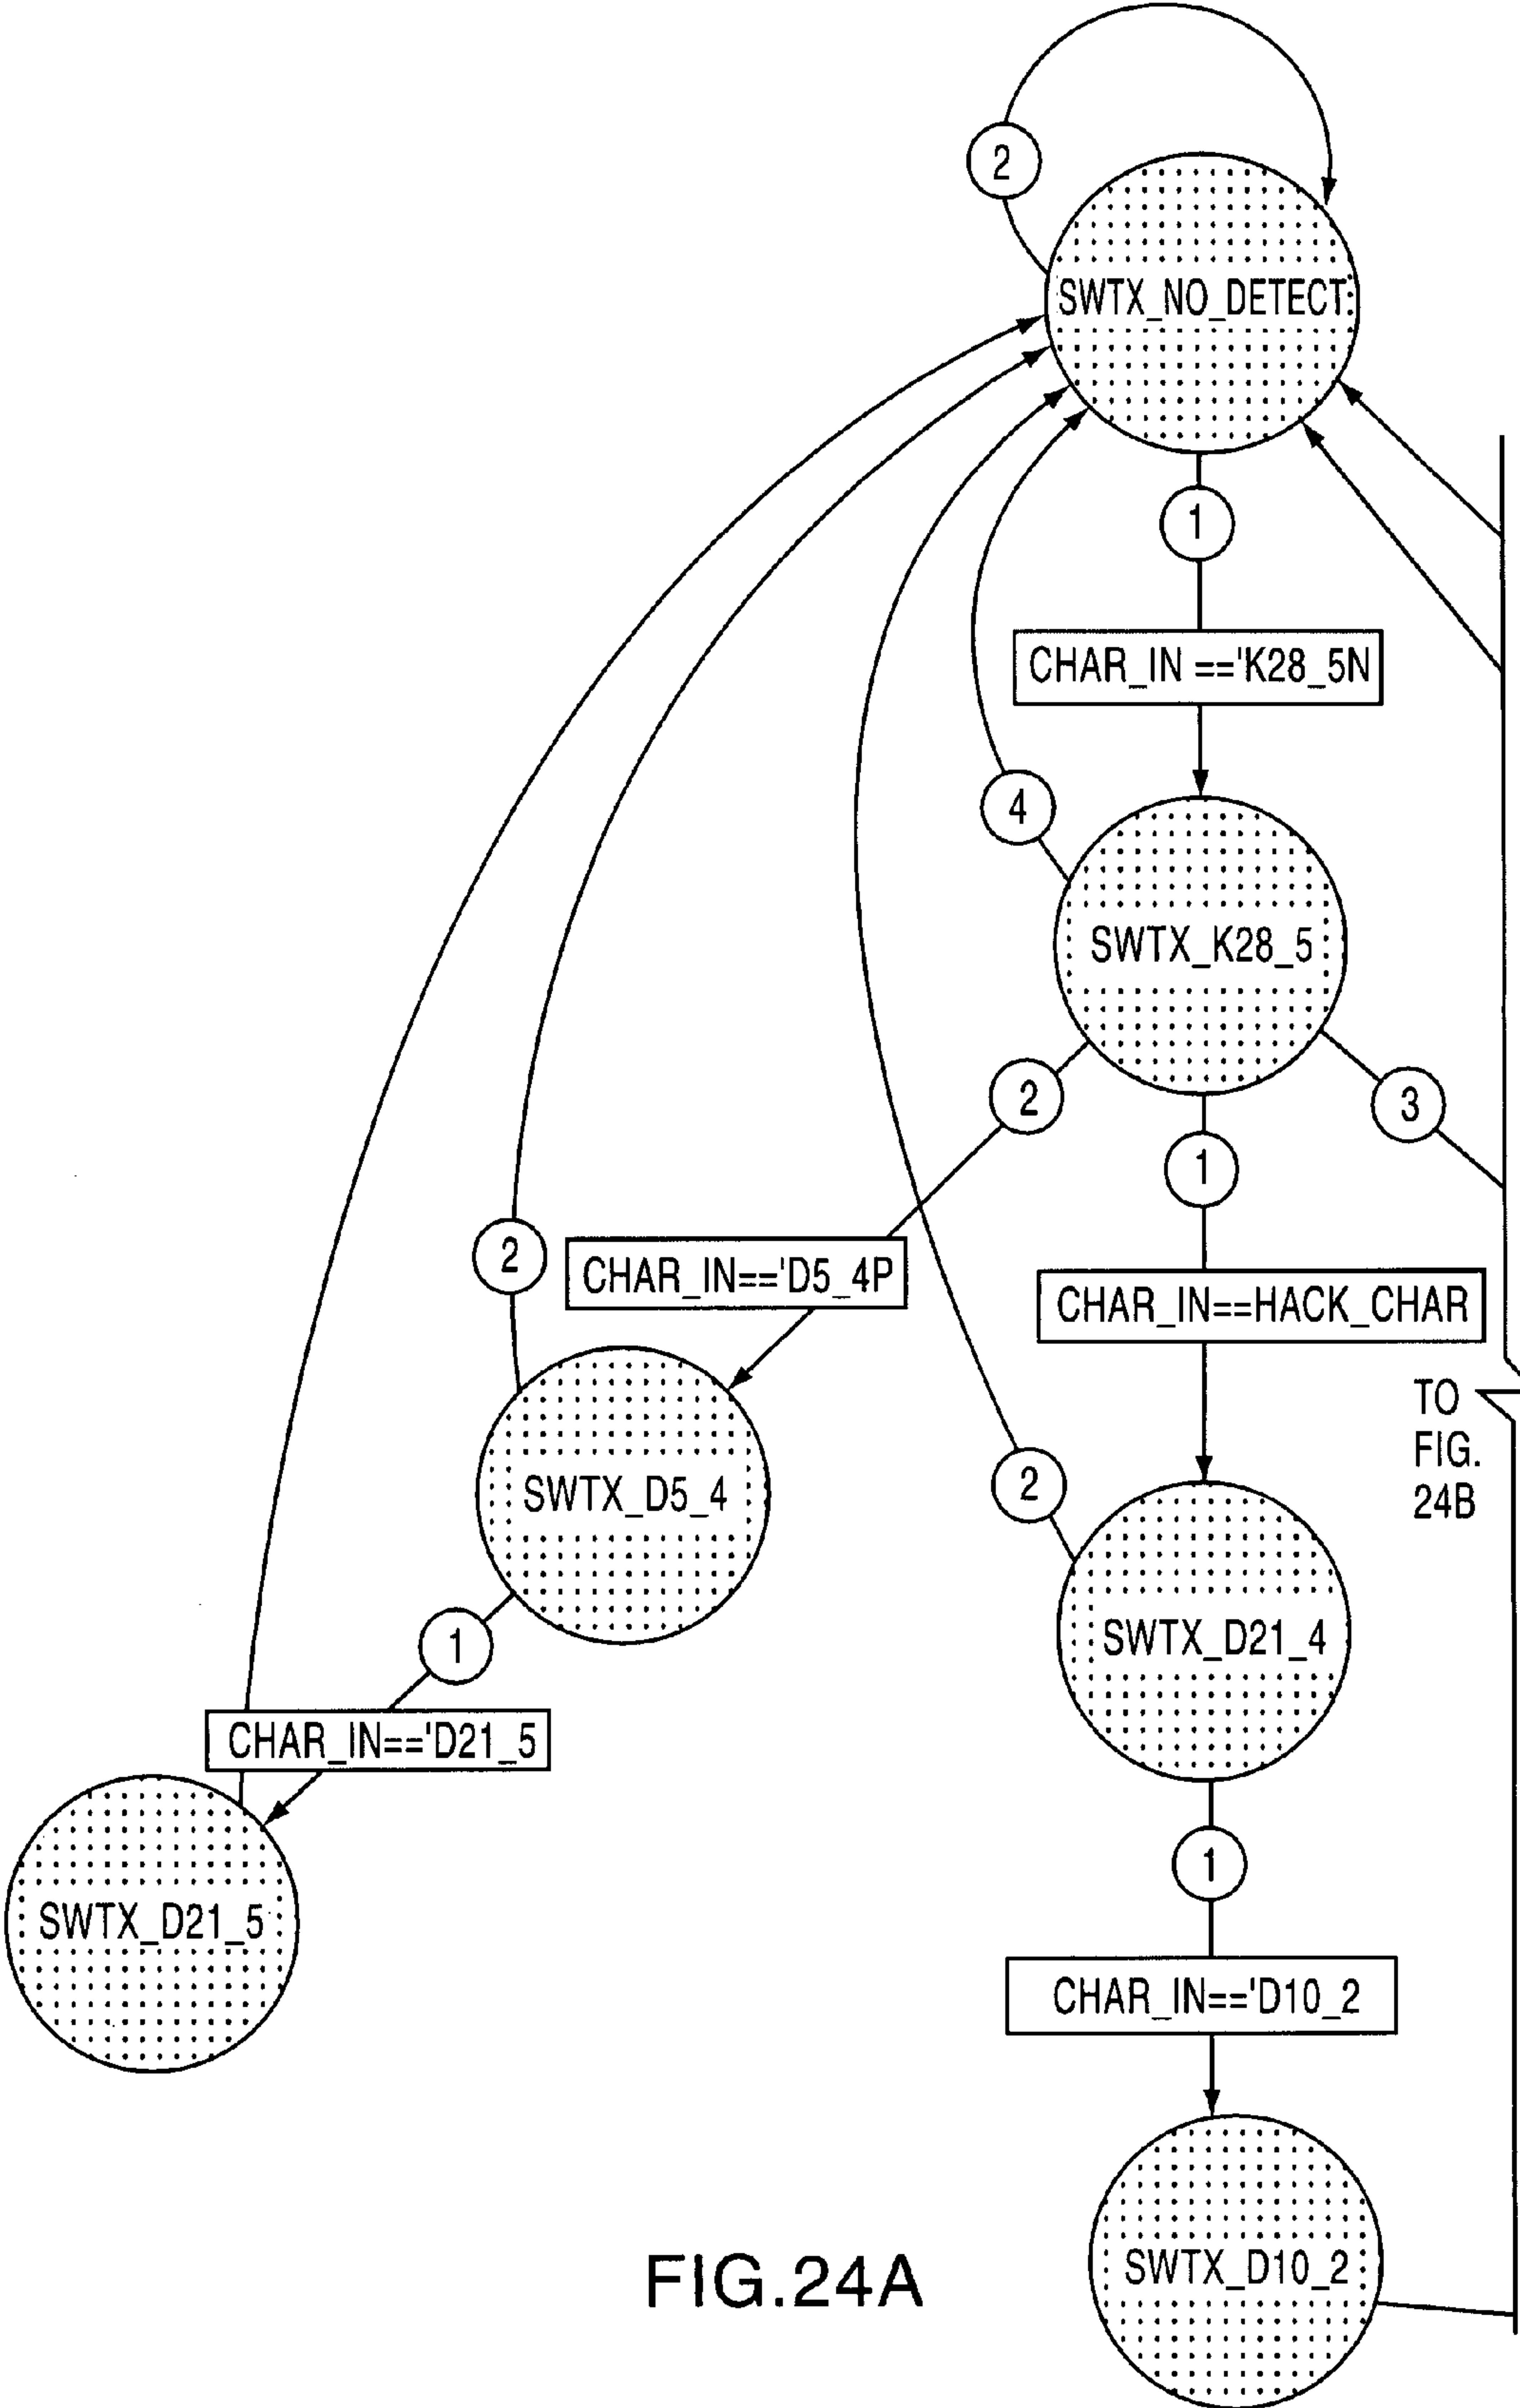 2
SWTX_NO_DETECT
1
CHAR_IN =='K28_5N
4
SWTX_K28_5
2
3
1
2
CHAR_IN=='D5_4P
CHAR_IN==HACK_CHAR
TO
FIG.
24B
SWTX_D5_4
2
SWTX_D21_4
1
CHAR_IN=='D21_5
1
SWTX_D21_5
CHAR_IN=='D10_2
SWTX_D10_2
FIG.24A